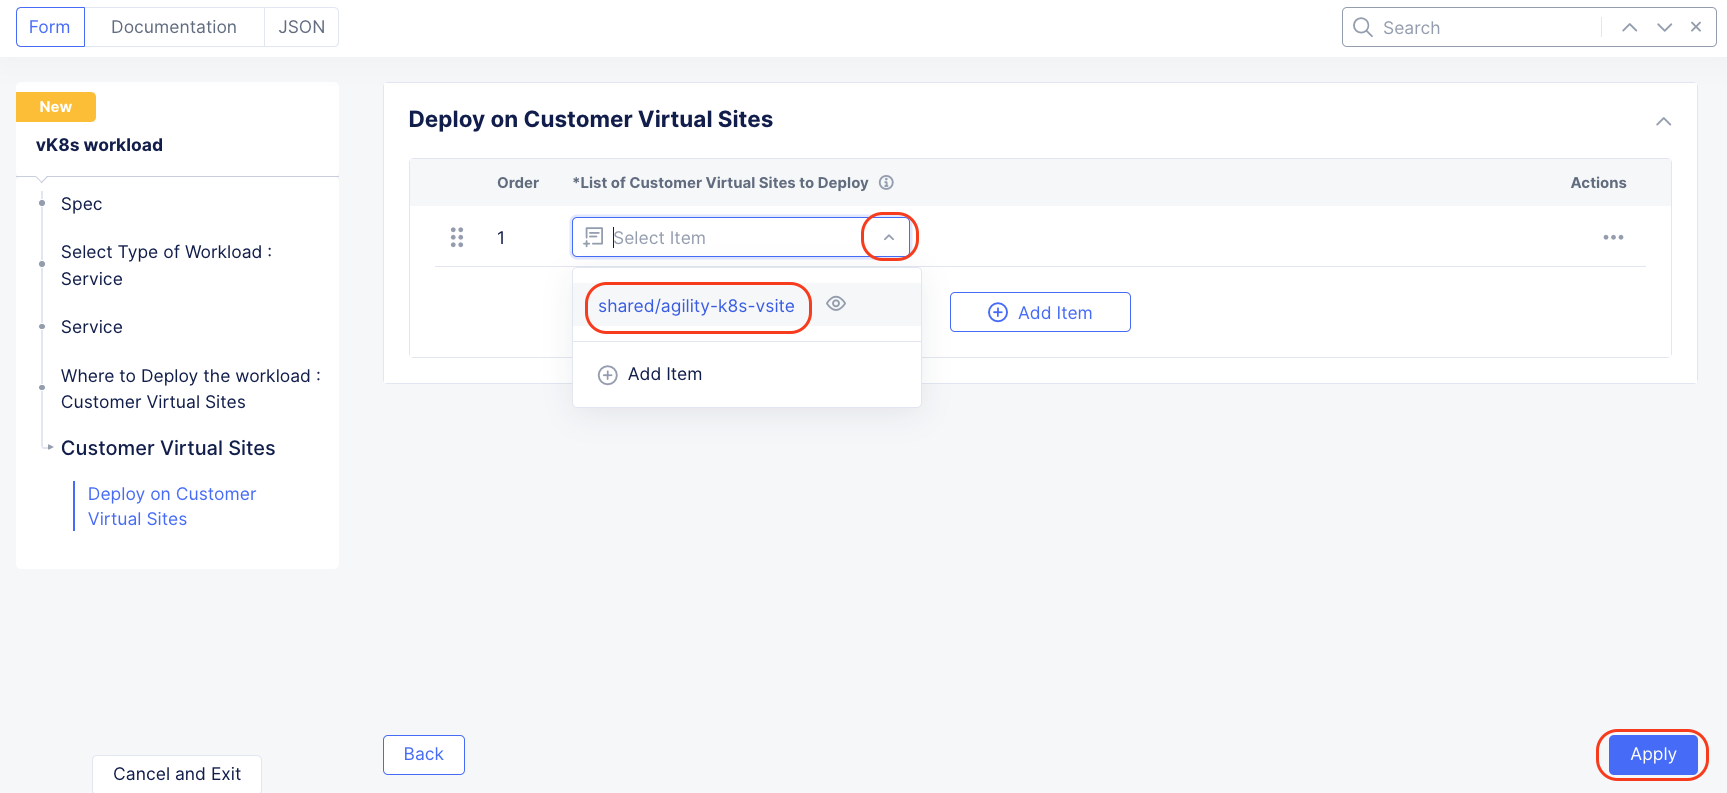 Form
Documentation
JSON
Search
New
vK8s workload
Spec
Select Type of Workload :
Service
Service
Where to Deploy the workload :
Customer Virtual Sites
Customer Virtual Sites
Deploy on Customer
Virtual Sites
Cancel and Exit
Deploy on Customer Virtual Sites
Order
*List of Customer Virtual Sites to Deploy
Actions
1
Select Item
shared/agility-k8s-vsite
Add Item
Add Item
Back
Apply